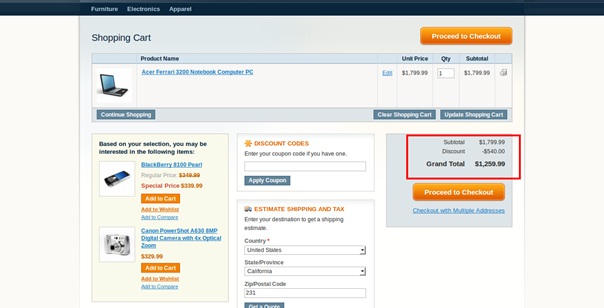 Furniture Electronics Apparel
Shopping Cart
Proceed to Checkout
Product Name Unit Price Qty Subtotal
Acer Ferrari 3200 Notebook Computer PC Edit $1,799.99 1 $1,799.99
Continue Shopping Clear Shopping Cart Update Shopping Cart
Based on your selection, you may be
interested in the following items:
BlackBerry 8100 Pearl
Regular Price: $349.99
Special Price $339.99
Add to Cart
Add to Wishlist
Add to Compare
Canon PowerShot A630 8MP
Digital Camera with 4x Optical
Zoom
$329.99
Add to Cart
Add to Wishlist
Add to Compare
DISCOUNT CODES
Enter your coupon code if you have one.
Apply Coupon
ESTIMATE SHIPPING AND TAX
Enter your destination to get a shipping
estimate.
Country *
United States
State/Province
California
Zip/Postal Code
231
Get a Quote
Subtotal $1,799.99
Discount -$540.00
Grand Total $1,259.99
Proceed to Checkout
Checkout with Multiple Addresses